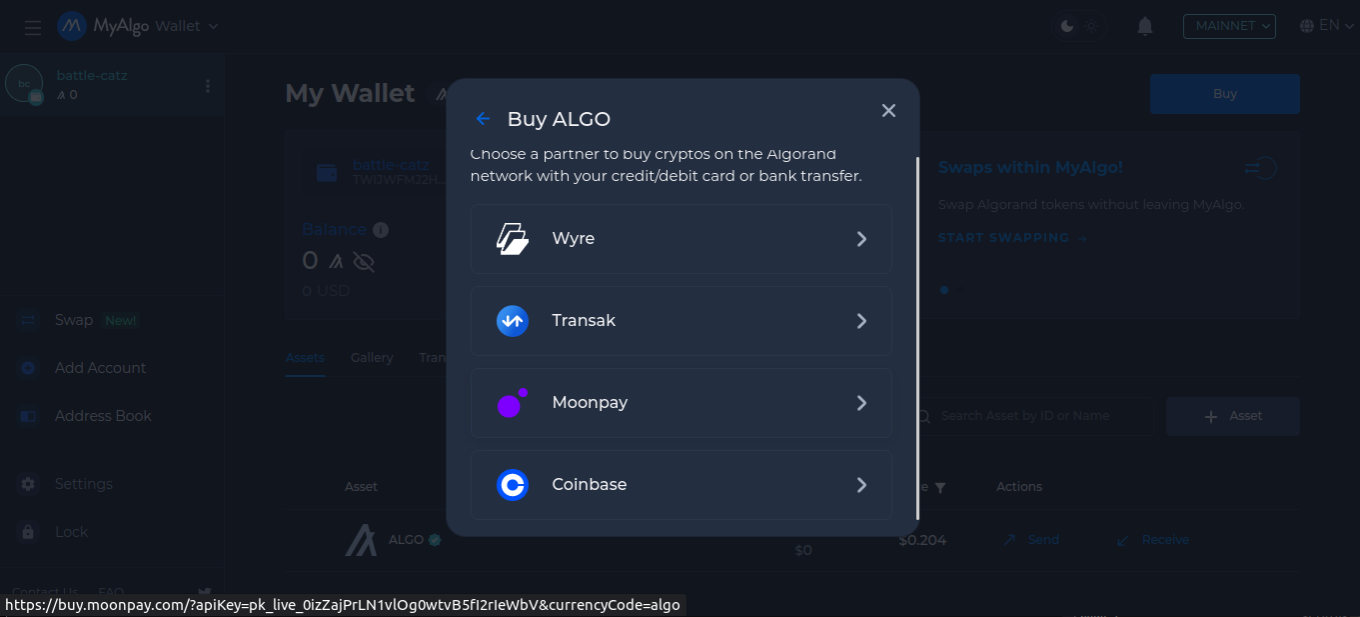 MyAlgo Wallet
MAINNET
EN
battle-catz
0
bc
My Wallet
Buy
Buy ALGO
Choose a partner to buy cryptos on the Algorand
network with your credit/debit card or bank transfer.
Wyre
Transak
Moonpay
Coinbase
battle-catz
TWIJWFMJ2H...
Balance
0
0 USD
Swaps within MyAlgo!
Swap Algorand tokens without leaving MyAlgo.
START SWAPPING →
Swap New!
Add Account
Address Book
Settings
Lock
Contact Us FAQ
Assets Gallery Tran
Search Asset by ID or Name
+ Asset
Asset
e
Actions
ALGO
$0
$0.204
Send
Receive
https://buy.moonpay.com/?apiKey=pk_live_0izZajPrLN1vlOg0wtvB5fI2rIeWbV&currencyCode=algo